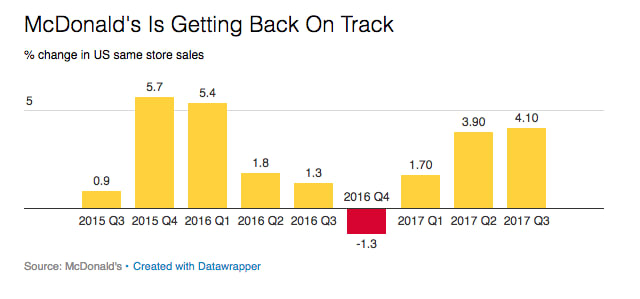 McDonald's Is Getting Back On Track
% change in US same store sales
5
0.9
5.7
5.4
1.8
1.3
2016 Q4
-1.3
1.70
3.90
4.10
2015 Q3 2015 Q4 2016 Q1 2016 Q2 2016 Q3 2017 Q1 2017 Q2 2017 Q3
Source: McDonald's • Created with Datawrapper